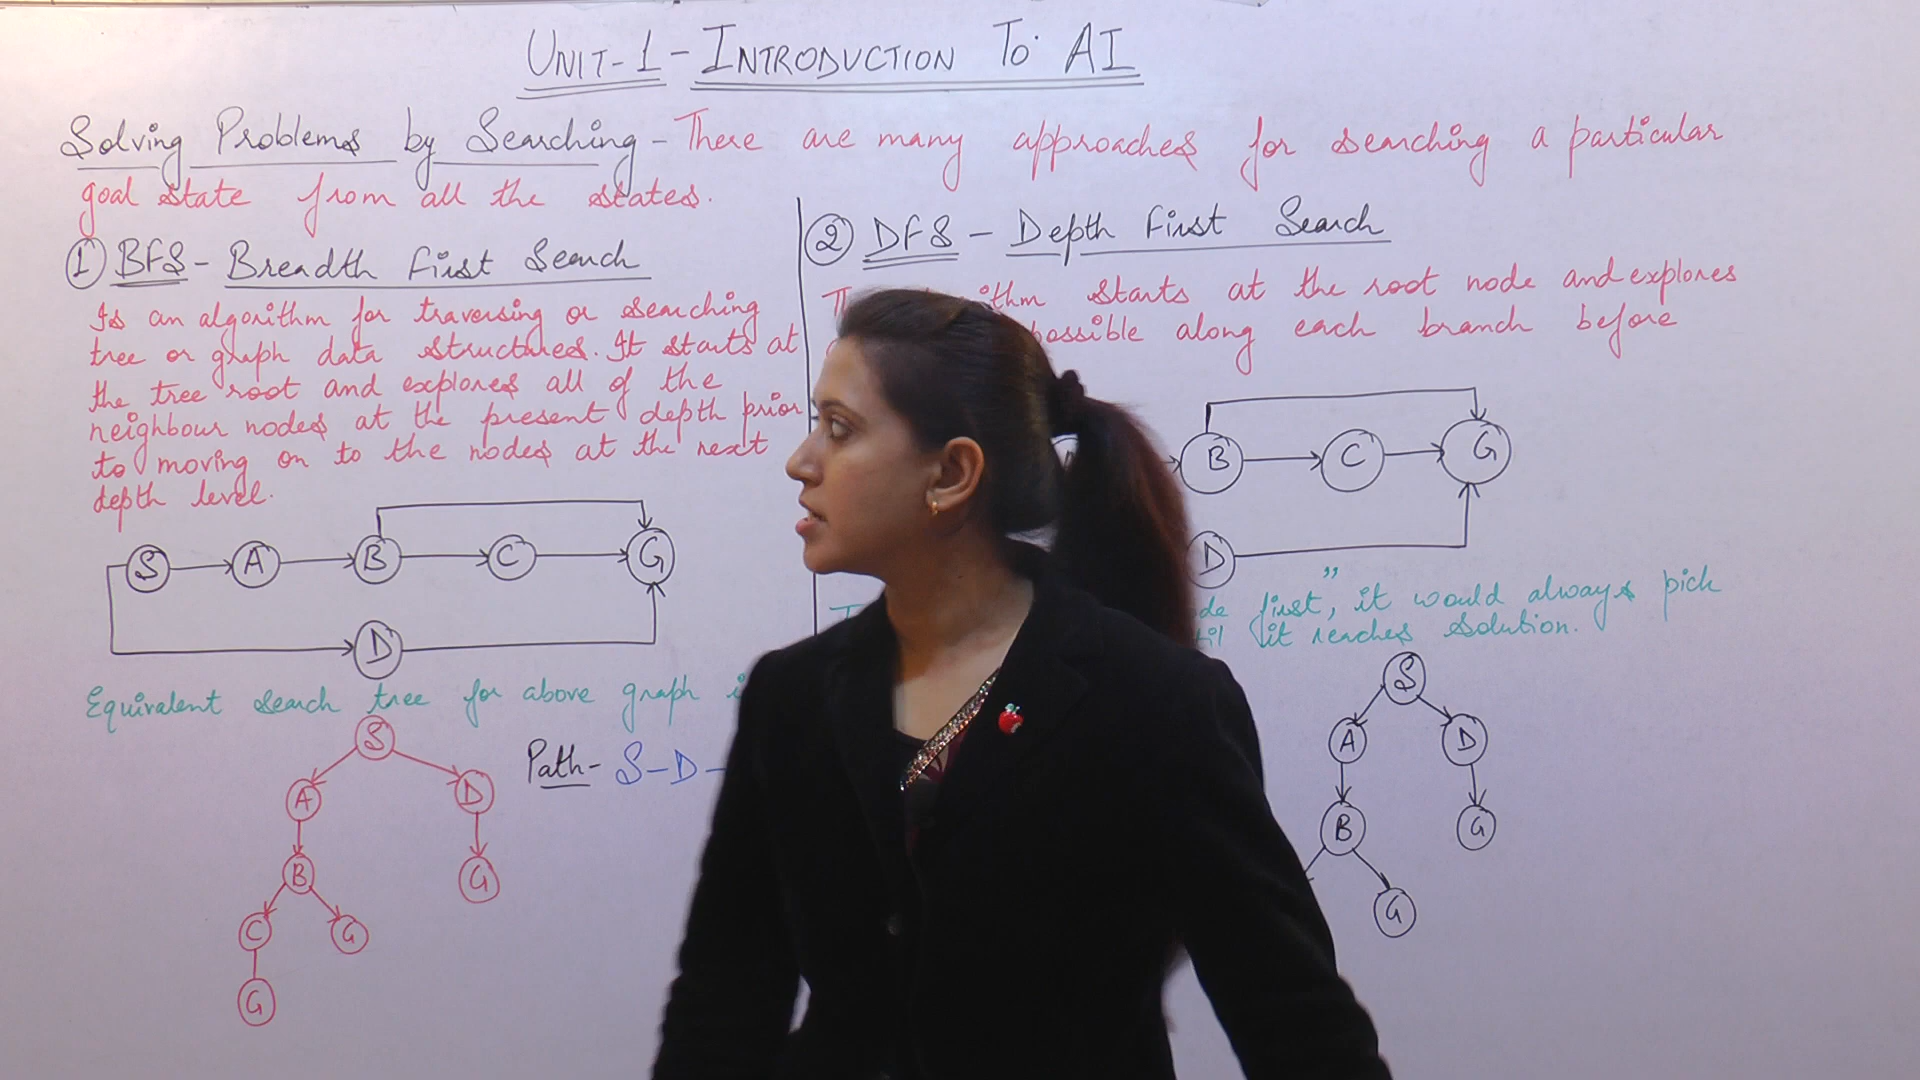 UNIT-1 - INTRODUCTION TO AI
Solving Problems by Searching - There are many approaches for searching a particular
goal state from all the states.
① BFS - Breadth First Search
Is an algorithm for traversing or searching
tree or graph data structures. It starts at
the tree root and explores all of the
neighbour nodes at the present depth prior
to moving on to the nodes at the next
depth level.
S A B C G
D
Equivalent search tree for above graph
S
Path - S-D-
A D
B G
C G
G
② DFS - Depth First Search
starts at the root node and explores
possible along each branch before
B C G
D
first", it would always pick
it reaches solution.
S
A D
B G
G